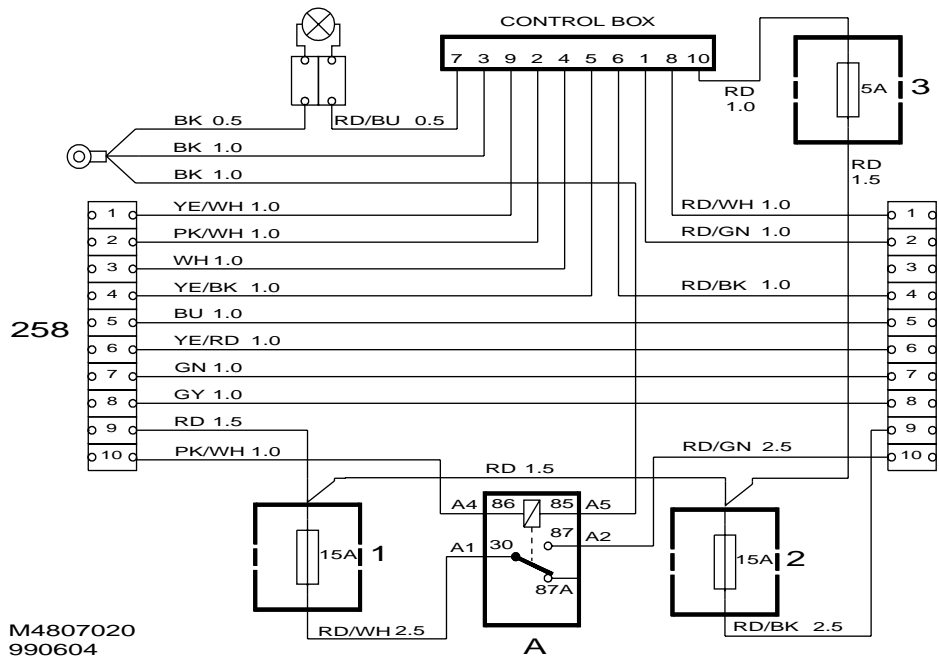 CONTROL BOX
7 3 9 2 4 5 6 1 8 10
RD
1.0
5A
3
RD
1.5
BK 0.5
RD/BU 0.5
BK 1.0
BK 1.0
258
1 YE/WH 1.0
2 PK/WH 1.0
3 WH 1.0
4 YE/BK 1.0
5 BU 1.0
6 YE/RD 1.0
7 GN 1.0
8 GY 1.0
9 RD 1.5
10 PK/WH 1.0
RD/WH 1.0 1
RD/GN 1.0 2
3
RD/BK 1.0 4
5
6
7
8
9
RD/GN 2.5 10
RD 1.5
A4 86 85 A5
87 A2
A1 30
87A
15A 1
15A 2
RD/WH 2.5
RD/BK 2.5
A
M4807020
990604